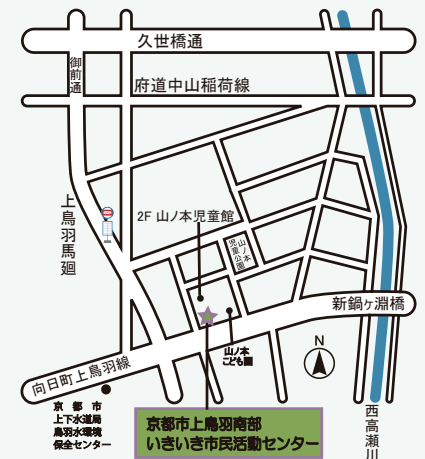 久世橋通
御前通
府道中山稲荷線
上鳥羽馬廻
2F 山ノ本児童館
山ノ本
児童公園
新鍋ヶ淵橋
山ノ本
こども園
N
向日町上鳥羽線
京都市
上下水道局
鳥羽水環境
保全センター
京都市上鳥羽南部
いきいき市民活動センター
西高瀬川